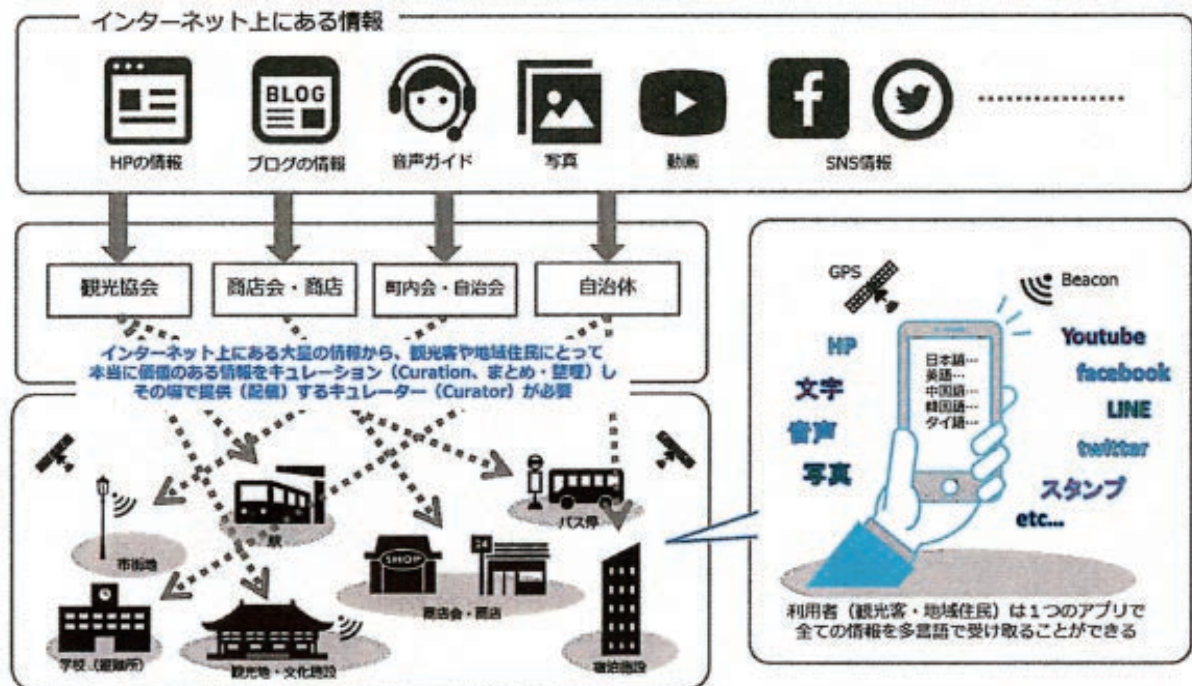 インターネット上にある情報
BLOG
HPの情報
ブログの情報
音声ガイド
写真
動画
SNS情報
観光協会
商店会・商店
町内会・自治会
自治体
インターネット上にある大量の情報から、観光客や地域住民にとって
本当に価値のある情報をキュレーション（Curation、まとめ・整理）し
その場で提供（配信）するキュレーター（Curator）が必要
バス停
駅
市街地
SHOP
24
商店会・商店
学校（避難所）
観光地・文化施設
宿泊施設
GPS
Beacon
HP
文字
音声
写真
日本語…
英語…
中国語…
韓国語…
タイ語…
Youtube
facebook
LINE
twitter
スタンプ
etc...
利用者（観光客・地域住民）は１つのアプリで
全ての情報を多言語で受け取ることができる